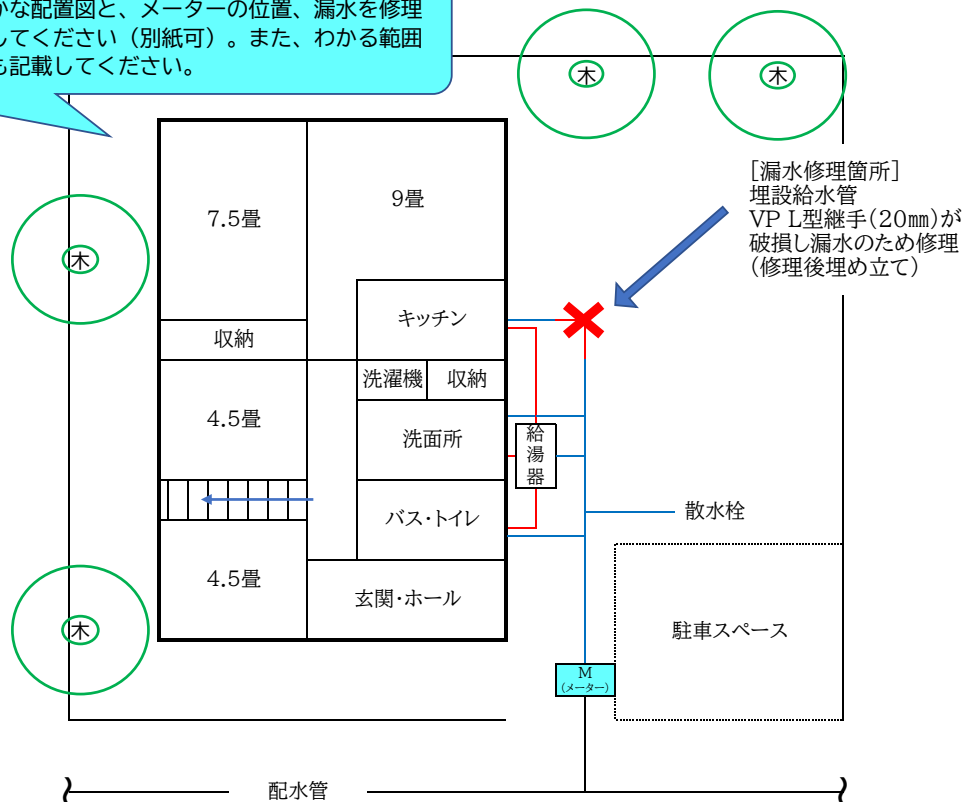 かな配置図と、メーターの位置、漏水を修理
してください（別紙可）。また、わかる範囲
も記載してください。
木
木
[漏水修理箇所]
埋設給水管
VP L型継手(20㎜)が
破損し漏水のため修理
(修理後埋め立て)
7.5畳
9畳
木
キッチン
収納
洗濯機
収納
4.5畳
洗面所
給湯器
散水栓
バス・トイレ
4.5畳
玄関・ホール
木
駐車スペース
M
(メーター)
配水管